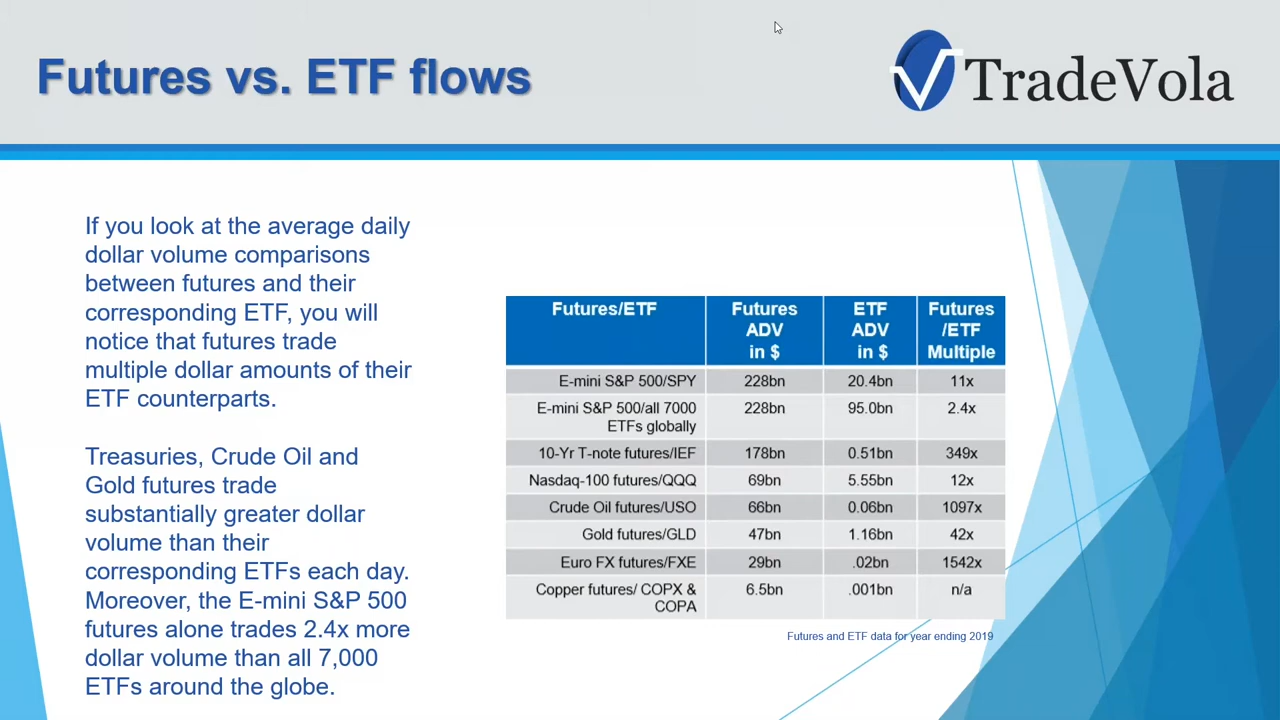 Futures vs. ETF flows
TradeVola
If you look at the average daily
dollar volume comparisons
between futures and their
corresponding ETF, you will
notice that futures trade
multiple dollar amounts of their
ETF counterparts.
Treasuries, Crude Oil and
Gold futures trade
substantially greater dollar
volume than their
corresponding ETFs each day.
Moreover, the E-mini S&P 500
futures alone trades 2.4x more
dollar volume than all 7,000
ETFs around the globe.
Futures/ETF Futures ETF Futures
ADV ADV /ETF
in $ in $ Multiple
E-mini S&P 500/SPY 228bn 20.4bn 11x
E-mini S&P 500/all 7000 228bn 95.0bn 2.4x
ETFs globally
10-Yr T-note futures/IEF 178bn 0.51bn 349x
Nasdaq-100 futures/QQQ 69bn 5.55bn 12x
Crude Oil futures/USO 66bn 0.06bn 1097x
Gold futures/GLD 47bn 1.16bn 42x
Euro FX futures/FXE 29bn .02bn 1542x
Copper futures/ COPX & 6.5bn .001bn n/a
COPA
Futures and ETF data for year ending 2019